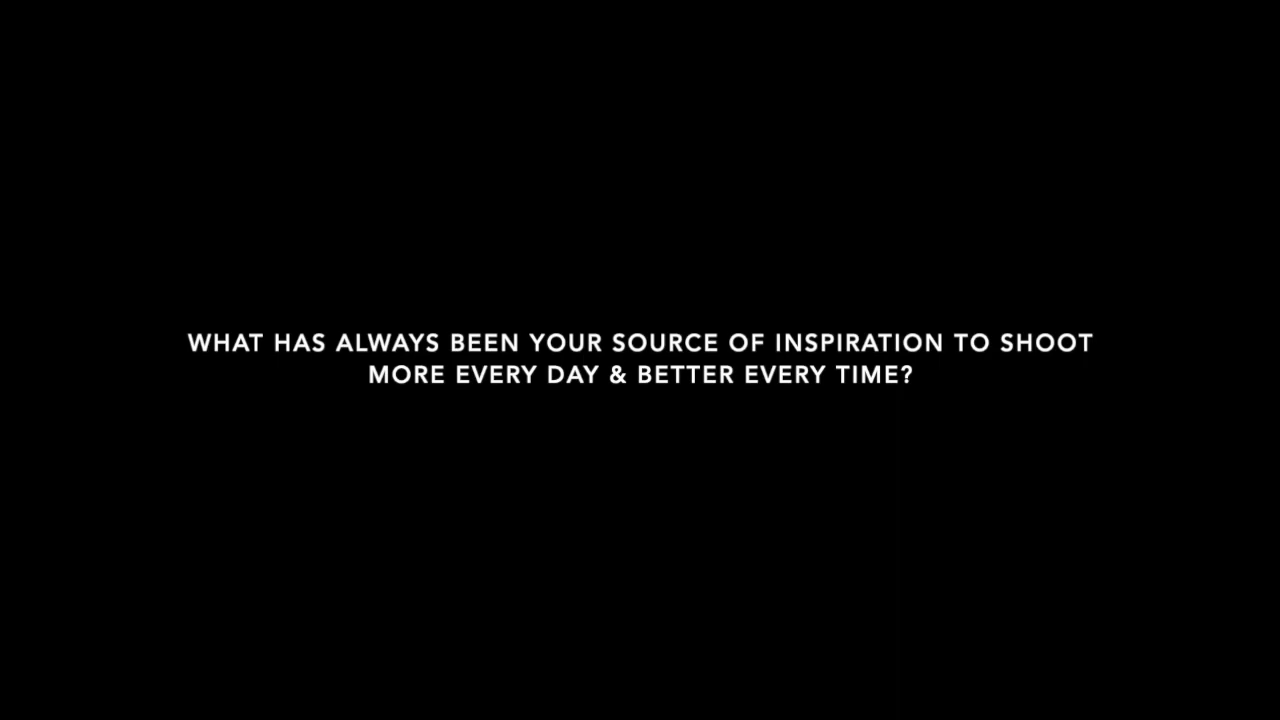 WHAT HAS ALWAYS BEEN YOUR SOURCE OF INSPIRATION TO SHOOT
MORE EVERY DAY & BETTER EVERY TIME?